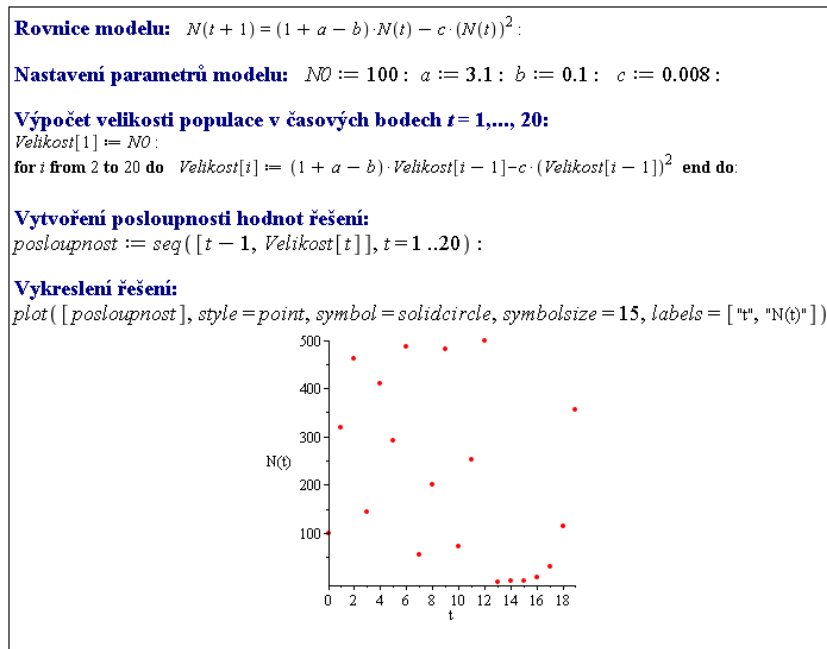 Rovnice modelu: N(t + 1) = (1 + a − b)·N(t) − c·(N(t))² :
Nastavení parametrů modelu: N0 := 100 : a := 3.1 : b := 0.1 : c := 0.008 :
Výpočet velikosti populace v časových bodech t = 1,..., 20:
Velikost[1] := N0 :
for i from 2 to 20 do Velikost[i] := (1 + a − b)·Velikost[i − 1]−c·(Velikost[i − 1])² end do:
Vytvoření posloupnosti hodnot řešení:
posloupnost := seq([t − 1, Velikost[t]], t = 1 ..20) :
Vykreslení řešení:
plot([posloupnost], style = point, symbol = solidcircle, symbolsize = 15, labels = ["t", "N(t)"])
500
400
300
N(t)
200
100
0 2 4 6 8 10 12 14 16 18
t